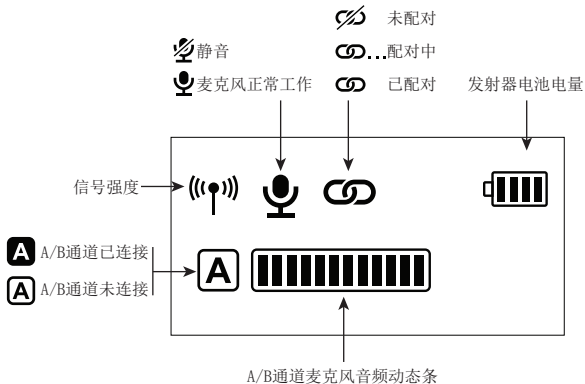 未配对
静音
...配对中
麦克风正常工作
已配对
发射器电池电量
信号强度
A A/B通道已连接
A A/B通道未连接
A
A/B通道麦克风音频动态条